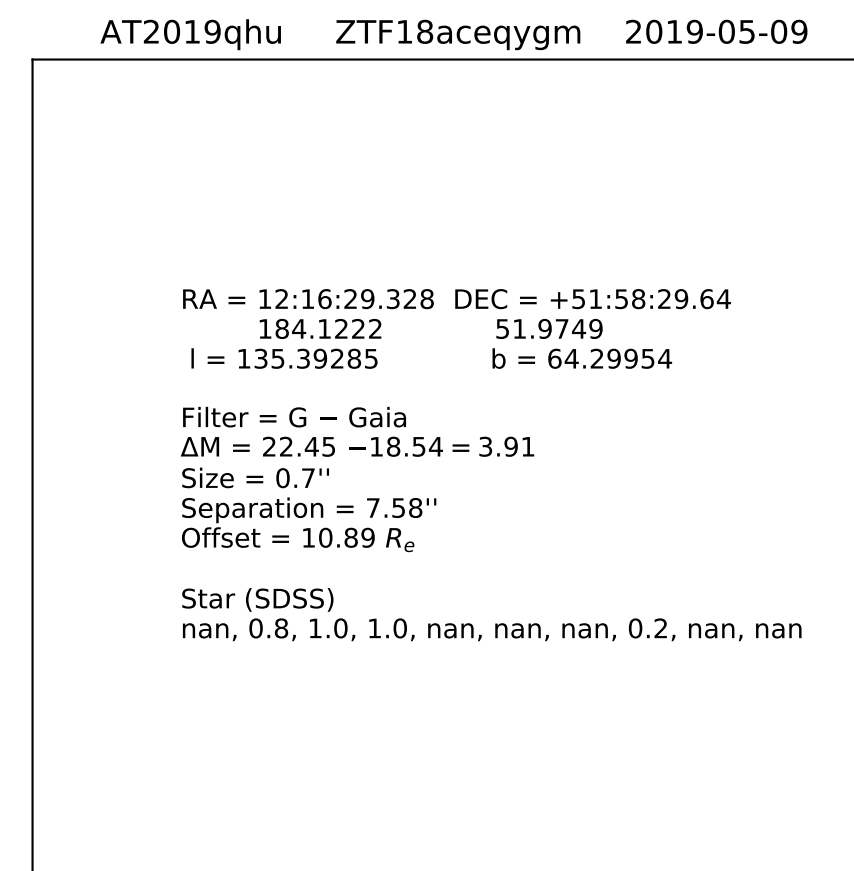 AT2019qhu ZTF18aceqygm 2019-05-09
RA = 12:16:29.328 DEC = +51:58:29.64
184.1222 51.9749
l = 135.39285 b = 64.29954
Filter = G − Gaia
ΔM = 22.45 −18.54 = 3.91
Size = 0.7''
Separation = 7.58''
Offset = 10.89 Re
Star (SDSS)
nan, 0.8, 1.0, 1.0, nan, nan, nan, 0.2, nan, nan